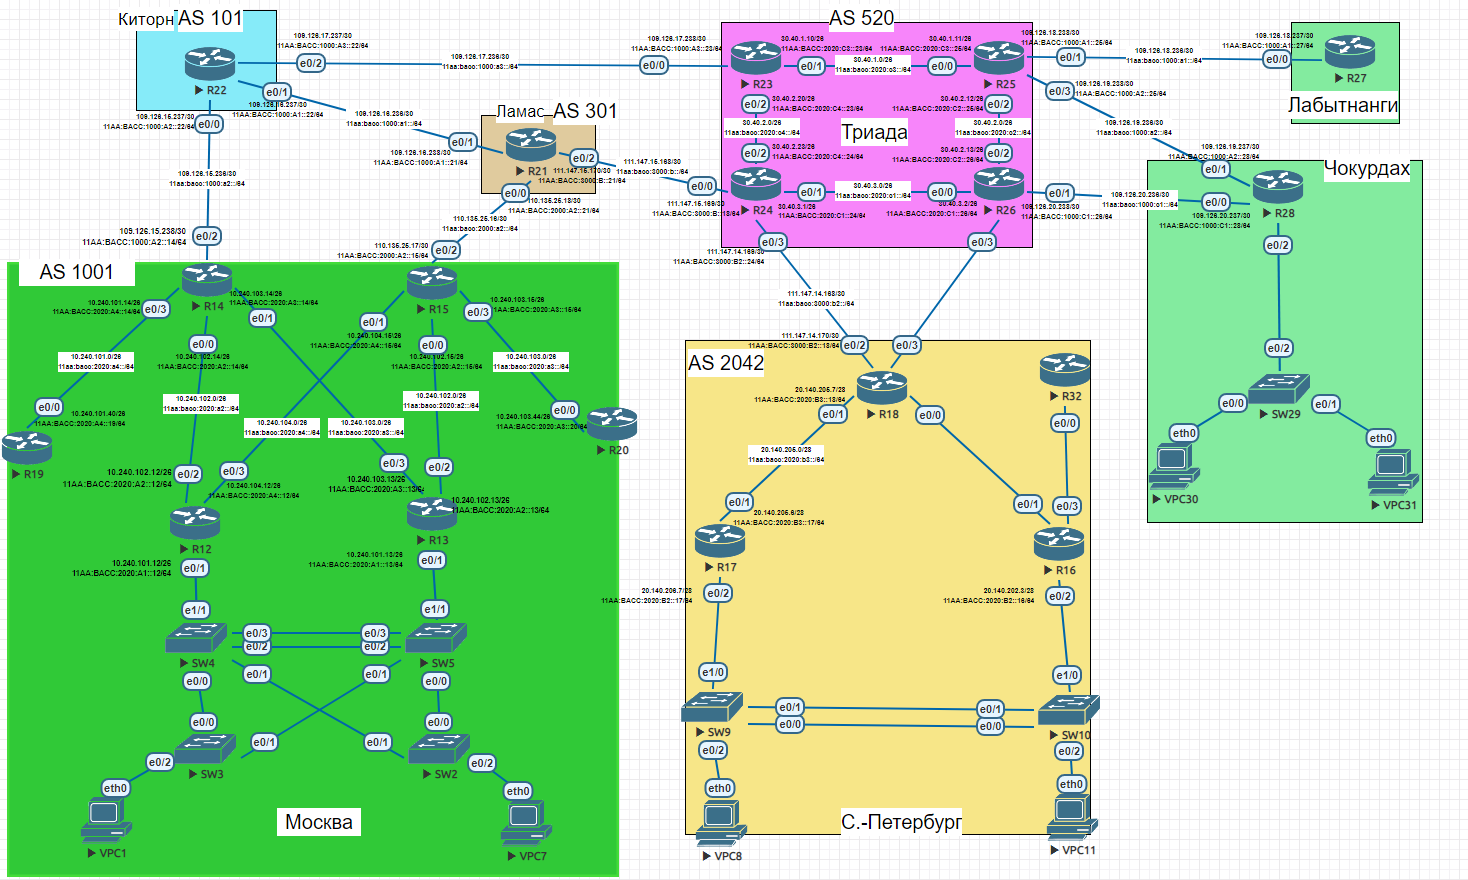 Киторн AS 101
109.126.17.237/30
11AA:BACC:1000:A3::22/64
e0/2
R22
e0/1
109.126.16.237/30
11AA:BACC:1000:A1::22/64
109.126.15.237/30
11AA:BACC:1000:A2::22/64
e0/0
109.126.17.236/30
11aa:bacc:1000:a3::/64
109.126.17.238/30
11AA:BACC:1000:A3::23/64
e0/0
109.126.16.236/30
11aa:bacc:1000:a1::/64
109.126.16.238/30
11AA:BACC:1000:A1::21/64
e0/1
109.126.15.236/30
11aa:bacc:1000:a2::/64
109.126.15.238/30
11AA:BACC:1000:A2::14/64
e0/2
Ламас AS 301
R21
e0/2
e0/0
111.147.15.170/30
11AA:BACC:3000:B::21/64
111.147.15.168/30
11aa:bacc:3000:b::/64
111.147.15.169/30
11AA:BACC:3000:B::18/64
e0/0
110.135.25.18/30
11AA:BACC:2000:A2::21/64
110.135.25.16/30
11aa:bacc:2000:a2::/64
110.135.25.17/30
11AA:BACC:2000:A2::15/64
e0/2
AS 520
Триада
R23
30.40.1.10/26
11AA:BACC:2020:C3::23/64
e0/1
30.40.1.0/26
11aa:bacc:2020:c3::/64
30.40.1.11/26
11AA:BACC:2020:C3::25/64
e0/0
R25
e0/2
30.40.2.20/26
11AA:BACC:2020:C4::23/64
30.40.2.0/26
11aa:bacc:2020:c4::/64
30.40.2.23/26
11AA:BACC:2020:C4::24/64
e0/2
e0/2
30.40.2.12/26
11AA:BACC:2020:C2::25/64
30.40.2.0/26
11aa:bacc:2020:c2::/64
30.40.2.13/26
11AA:BACC:2020:C2::26/64
e0/2
R24
30.40.3.1/26
11AA:BACC:2020:C1::24/64
e0/1
30.40.3.0/26
11aa:bacc:2020:c1::/64
30.40.3.2/26
11AA:BACC:2020:C1::26/64
e0/0
R26
e0/3
e0/3
109.126.18.238/30
11AA:BACC:1000:A1::25/64
e0/1
109.126.18.236/30
11aa:bacc:1000:a1::/64
109.126.18.237/30
11AA:BACC:1000:A1::27/64
e0/0
R27
Лабытнанги
e0/3
109.126.19.238/30
11AA:BACC:1000:A2::25/64
109.126.19.236/30
11aa:bacc:1000:a2::/64
109.126.19.237/30
11AA:BACC:1000:A2::28/64
e0/1
e0/1
109.126.20.238/30
11AA:BACC:1000:C1::26/64
109.126.20.236/30
11aa:bacc:1000:c1::/64
109.126.20.237/30
11AA:BACC:1000:C1::28/64
e0/0
Чокурдах
R28
e0/2
e0/2
SW29
e0/0
e0/1
eth0
eth0
VPC30
VPC31
111.147.14.169/30
11AA:BACC:3000:B2::24/64
111.147.14.168/30
11aa:bacc:3000:b2::/64
111.147.14.170/30
11AA:BACC:3000:B2::18/64
e0/2
e0/3
AS 2042
R18
20.140.205.7/28
11AA:BACC:2020:B3::18/64
e0/1
e0/0
20.140.205.0/28
11aa:bacc:2020:b3::/64
e0/1
20.140.205.6/28
11AA:BACC:2020:B3::17/64
R17
R32
e0/0
e0/1
e0/3
R16
20.140.206.7/28
11AA:BACC:2020:B2::17/64
e0/2
20.140.202.3/28
11AA:BACC:2020:B2::16/64
e0/2
e1/0
e1/0
SW9
SW10
e0/1
e0/1
e0/0
e0/0
e0/2
e0/2
eth0
eth0
VPC8
VPC11
С.-Петербург
AS 1001
R14
R15
10.240.101.14/26
11AA:BACC:2020:A4::14/64
e0/3
10.240.103.14/26
11AA:BACC:2020:A3::14/64
e0/1
e0/0
10.240.102.14/26
11AA:BACC:2020:A2::14/64
10.240.104.15/26
11AA:BACC:2020:A4::15/64
e0/1
e0/0
10.240.102.15/26
11AA:BACC:2020:A2::15/64
10.240.103.15/26
11AA:BACC:2020:A3::15/64
e0/3
10.240.101.0/26
11aa:bacc:2020:a4::/64
10.240.102.0/26
11aa:bacc:2020:a2::/64
10.240.104.0/26
11aa:bacc:2020:a4::/64
10.240.103.0/26
11aa:bacc:2020:a3::/64
10.240.102.0/26
11aa:bacc:2020:a2::/64
10.240.103.0/26
11aa:bacc:2020:a3::/64
e0/0
10.240.101.40/26
11AA:BACC:2020:A4::19/64
R19
e0/0
10.240.103.44/26
11AA:BACC:2020:A3::20/64
R20
10.240.102.12/26
11AA:BACC:2020:A2::12/64
e0/2
e0/3
10.240.104.12/26
11AA:BACC:2020:A4::12/64
R12
e0/3
10.240.103.13/26
11AA:BACC:2020:A3::13/64
e0/2
10.240.102.13/26
11AA:BACC:2020:A2::13/64
R13
10.240.101.12/26
11AA:BACC:2020:A1::12/64
e0/1
10.240.101.13/26
11AA:BACC:2020:A1::13/64
e0/1
e1/1
e1/1
SW4
SW5
e0/3
e0/3
e0/2
e0/2
e0/0
e0/1
e0/1
e0/0
e0/0
e0/1
e0/1
e0/0
SW3
SW2
e0/2
e0/2
eth0
eth0
VPC1
VPC7
Москва